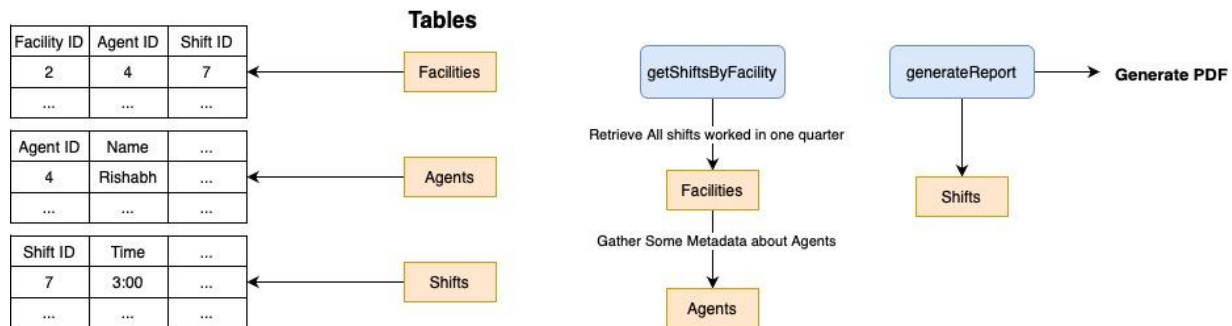 Tables
Facility ID Agent ID Shift ID
2 4 7
... ... ...
Facilities
Agent ID Name ...
4 Rishabh ...
... ... ...
Agents
Shift ID Time ...
7 3:00 ...
... ... ...
Shifts
getShiftsByFacility
Retrieve All shifts worked in one quarter
Facilities
Gather Some Metadata about Agents
Agents
generateReport
Generate PDF
Shifts